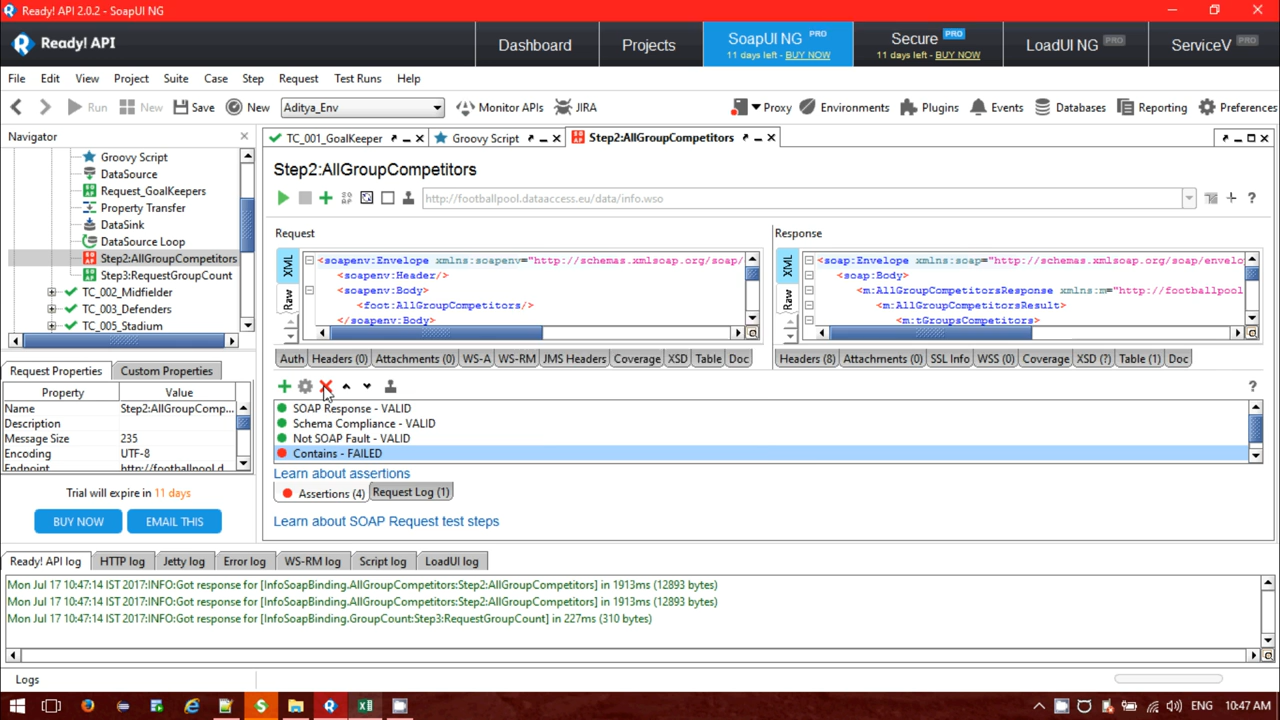 Ready! API 2.0.2 - SoapUI NG
Ready! API
Dashboard
Projects
SoapUI NG PRO
11 days left - BUY NOW
Secure PRO
11 days left - BUY NOW
LoadUI NG PRO
ServiceV PRO
File Edit View Project Suite Case Step Request Test Runs Help
Run New Save New Aditya_Env Monitor APIs JIRA Proxy Environments Plugins Events Databases Reporting Preferences
Navigator
Groovy Script
DataSource
Request_GoalKeepers
Property Transfer
DataSink
DataSource Loop
Step2:AllGroupCompetitors
Step3:RequestGroupCount
TC_002_Midfielder
TC_003_Defenders
TC_005_Stadium
Request Properties Custom Properties
Property Value
Name Step2:AllGroupComp...
Description
Message Size 235
Encoding UTF-8
Endpoint http://footballpool.d
Trial will expire in 11 days
BUY NOW EMAIL THIS
TC_001_GoalKeeper Groovy Script Step2:AllGroupCompetitors
Step2:AllGroupCompetitors
http://footballpool.dataaccess.eu/data/info.wso
Request
XML
Raw
<soapenv:Envelope xmlns:soapenv="http://schemas.xmlsoap.org/soap/
<soapenv:Header/>
<soapenv:Body>
<foot:AllGroupCompetitors/>
</soapenv:Body>
Auth Headers (0) Attachments (0) WS-A WS-RM JMS Headers Coverage XSD Table Doc
Response
XML
Raw
<soap:Envelope xmlns:soap="http://schemas.xmlsoap.org/soap/envelo
<soap:Body>
<m:AllGroupCompetitorsResponse xmlns:m="http://footballpool
<m:AllGroupCompetitorsResult>
<m:tGroupsCompetitors>
Headers (8) Attachments (0) SSL Info WSS (0) Coverage XSD (?) Table (1) Doc
SOAP Response - VALID
Schema Compliance - VALID
Not SOAP Fault - VALID
Contains - FAILED
Learn about assertions
Assertions (4) Request Log (1)
Learn about SOAP Request test steps
Ready! API log HTTP log Jetty log Error log WS-RM log Script log LoadUI log
Mon Jul 17 10:47:14 IST 2017:INFO:Got response for [InfoSoapBinding.AllGroupCompetitors:Step2:AllGroupCompetitors] in 1913ms (12893 bytes)
Mon Jul 17 10:47:14 IST 2017:INFO:Got response for [InfoSoapBinding.AllGroupCompetitors:Step2:AllGroupCompetitors] in 1913ms (12893 bytes)
Mon Jul 17 10:47:14 IST 2017:INFO:Got response for [InfoSoapBinding.GroupCount:Step3:RequestGroupCount] in 227ms (310 bytes)
Logs
ENG 10:47 AM